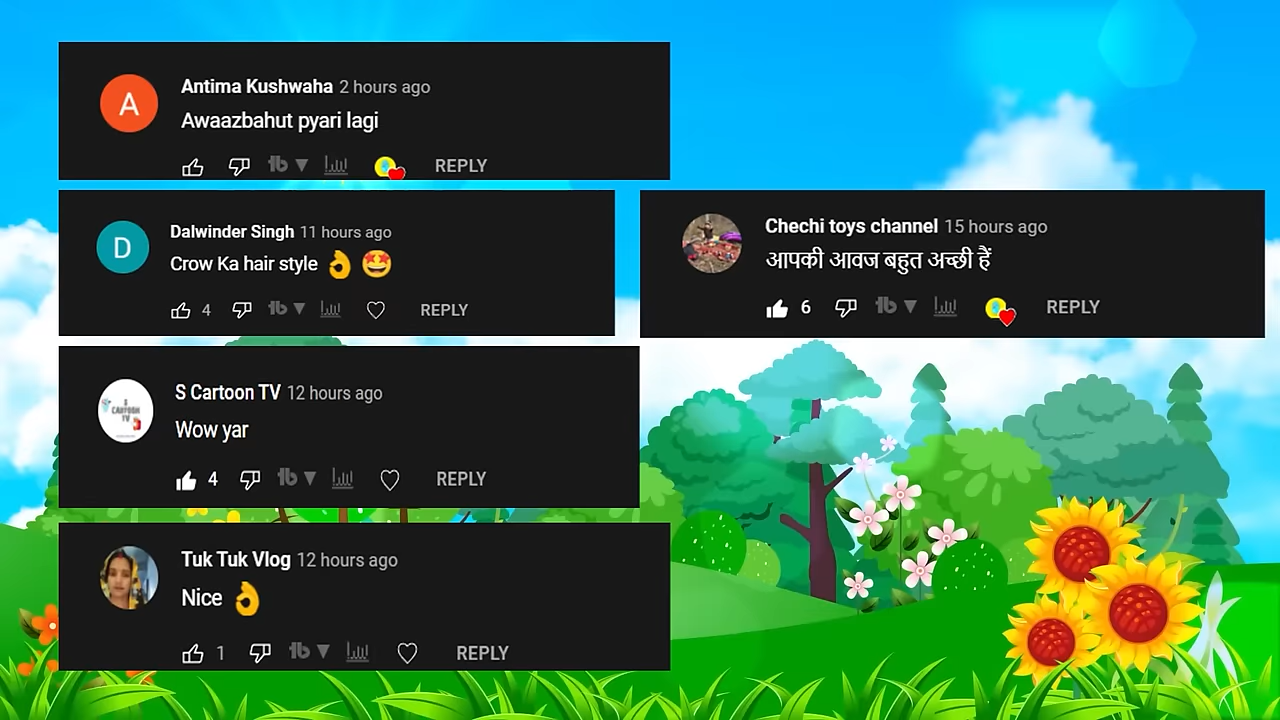 A
Antima Kushwaha 2 hours ago
Awaazbahut pyari lagi
REPLY
D
Dalwinder Singh 11 hours ago
Crow Ka hair style 👌 🤩
4 REPLY
Chechi toys channel 15 hours ago
आपकी आवज बहुत अच्छी हैं
6 REPLY
S
CARTOON
TV
S Cartoon TV 12 hours ago
Wow yar
4 REPLY
Tuk Tuk Vlog 12 hours ago
Nice 👌
1 REPLY